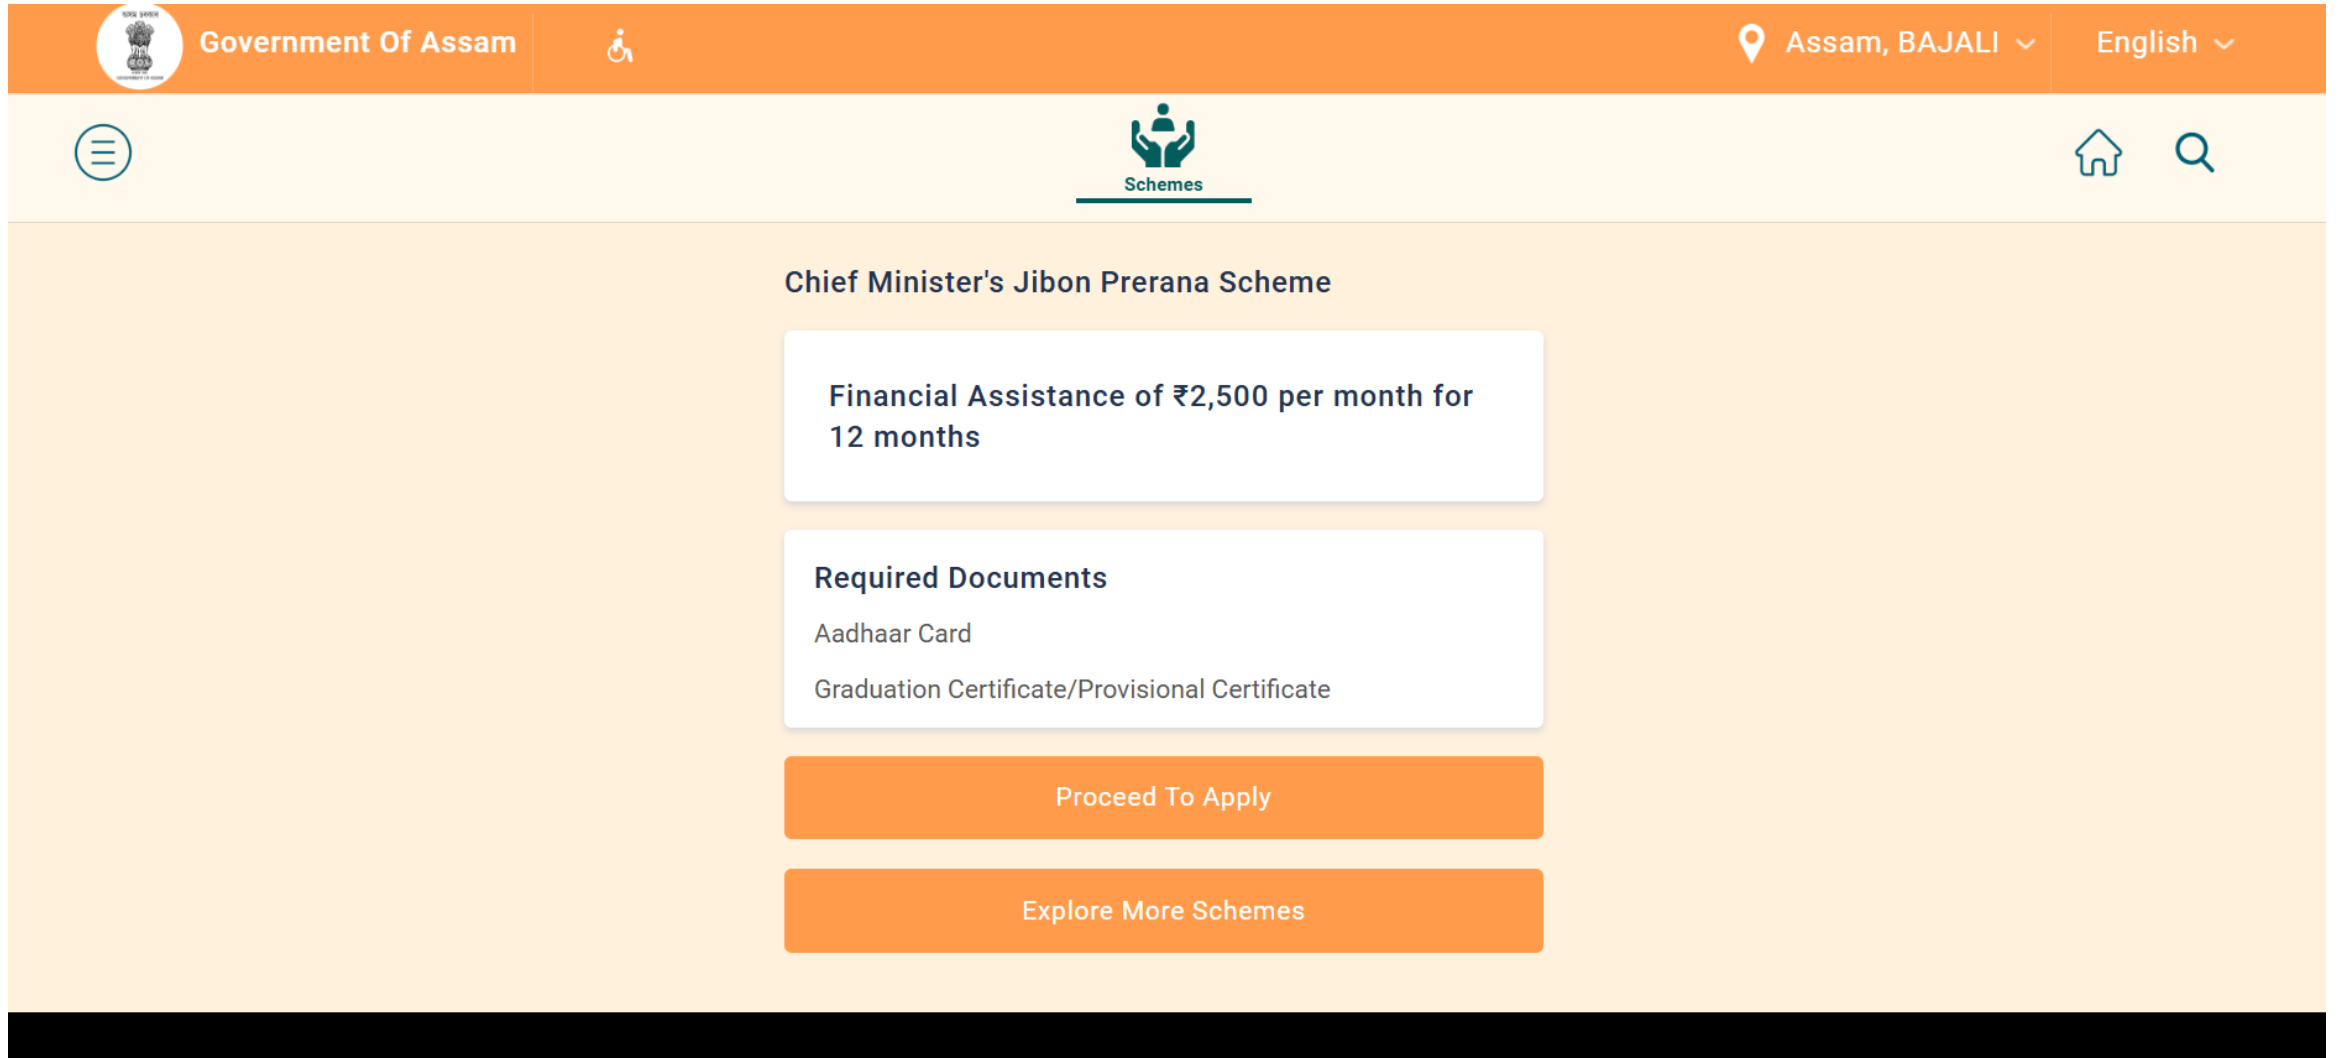 Government Of Assam
Assam, BAJALI
English
Schemes
Chief Minister's Jibon Prerana Scheme
Financial Assistance of ₹2,500 per month for
12 months
Required Documents
Aadhaar Card
Graduation Certificate/Provisional Certificate
Proceed To Apply
Explore More Schemes